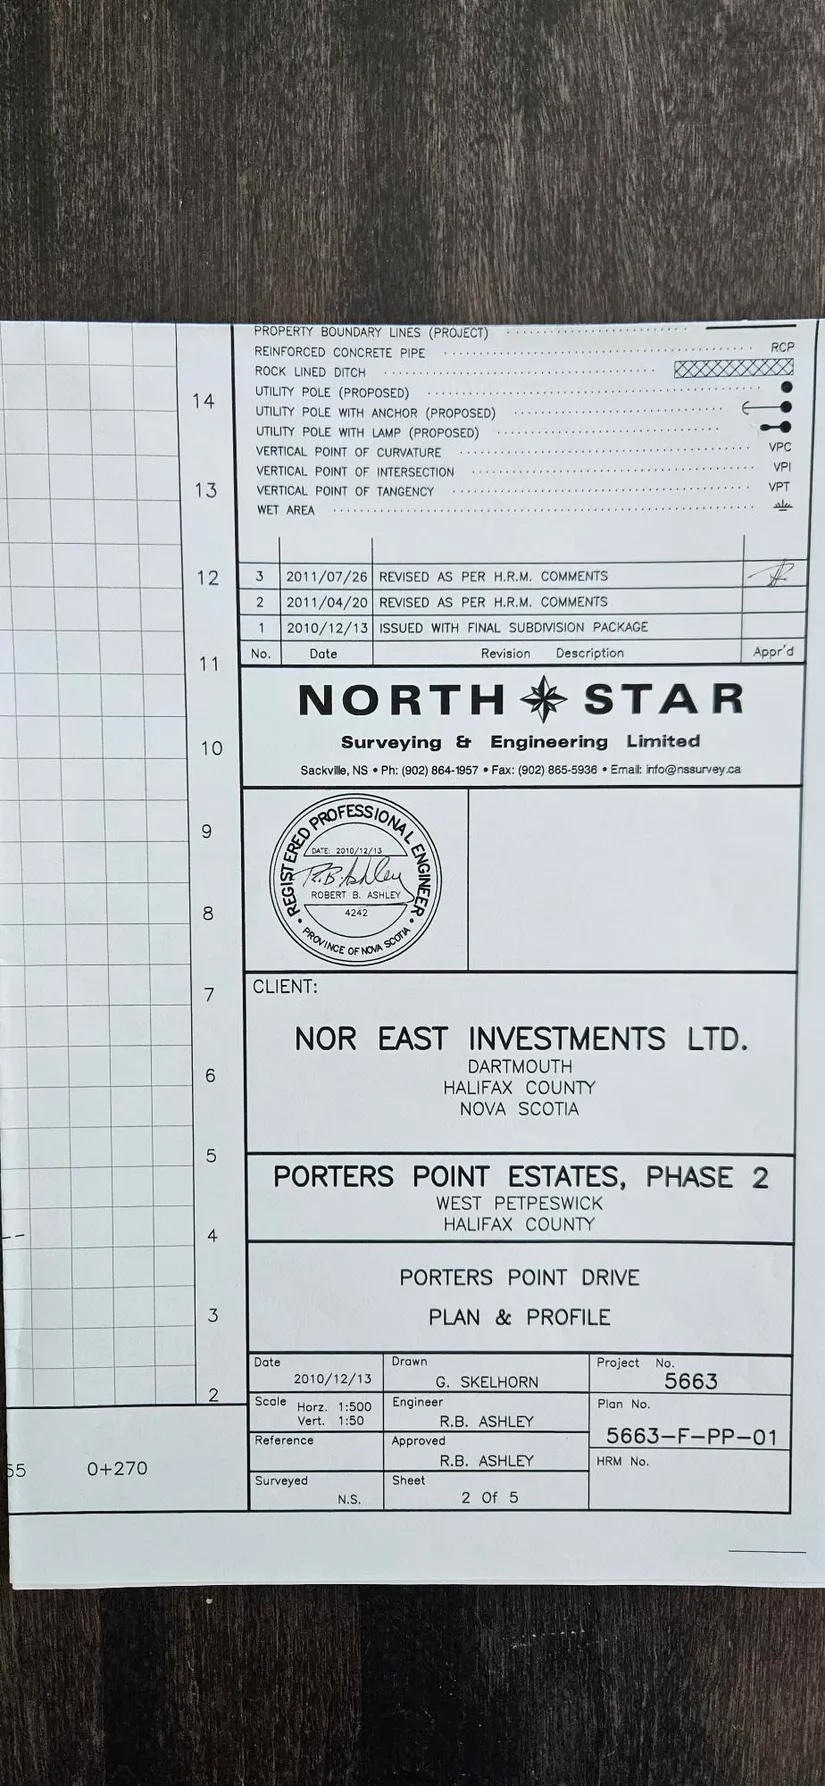 PROPERTY BOUNDARY LINES (PROJECT)
REINFORCED CONCRETE PIPE RCP
ROCK LINED DITCH
UTILITY POLE (PROPOSED)
UTILITY POLE WITH ANCHOR (PROPOSED)
UTILITY POLE WITH LAMP (PROPOSED)
VERTICAL POINT OF CURVATURE VPC
VERTICAL POINT OF INTERSECTION VPI
VERTICAL POINT OF TANGENCY VPT
WET AREA
14
13
12
11
10
9
8
7
6
5
4
3
2
55 0+270
3 2011/07/26 REVISED AS PER H.R.M. COMMENTS
2 2011/04/20 REVISED AS PER H.R.M. COMMENTS
1 2010/12/13 ISSUED WITH FINAL SUBDIVISION PACKAGE
No. Date Revision Description Appr'd
NORTH STAR
Surveying & Engineering Limited
Sackville, NS • Ph: (902) 864-1957 • Fax: (902) 865-5936 • Email: info@nssurvey.ca
REGISTERED PROFESSIONAL ENGINEER
DATE: 2010/12/13
R.B. Ashley
ROBERT B. ASHLEY
4242
• PROVINCE OF NOVA SCOTIA •
CLIENT:
NOR EAST INVESTMENTS LTD.
DARTMOUTH
HALIFAX COUNTY
NOVA SCOTIA
PORTERS POINT ESTATES, PHASE 2
WEST PETPESWICK
HALIFAX COUNTY
PORTERS POINT DRIVE
PLAN & PROFILE
Date
2010/12/13
Drawn
G. SKELHORN
Project No.
5663
Scale Horz. 1:500
Vert. 1:50
Engineer
R.B. ASHLEY
Plan No.
5663-F-PP-01
Reference
Approved
R.B. ASHLEY
HRM No.
Surveyed
N.S.
Sheet
2 Of 5